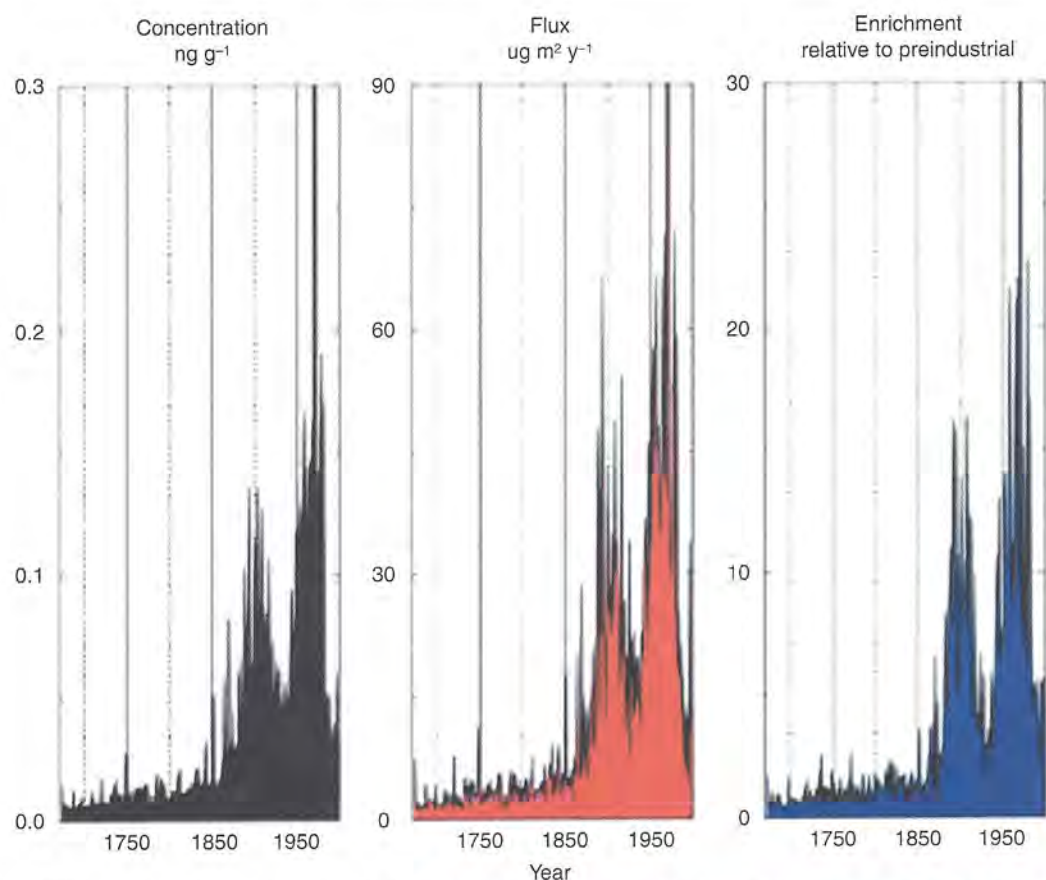 Concentration
ng g⁻¹
0.3
0.2
0.1
0.0
1750 1850 1950
Flux
ug m² y⁻¹
90
60
30
0
1750 1850 1950
Year
Enrichment
relative to preindustrial
30
20
10
0
1750 1850 1950